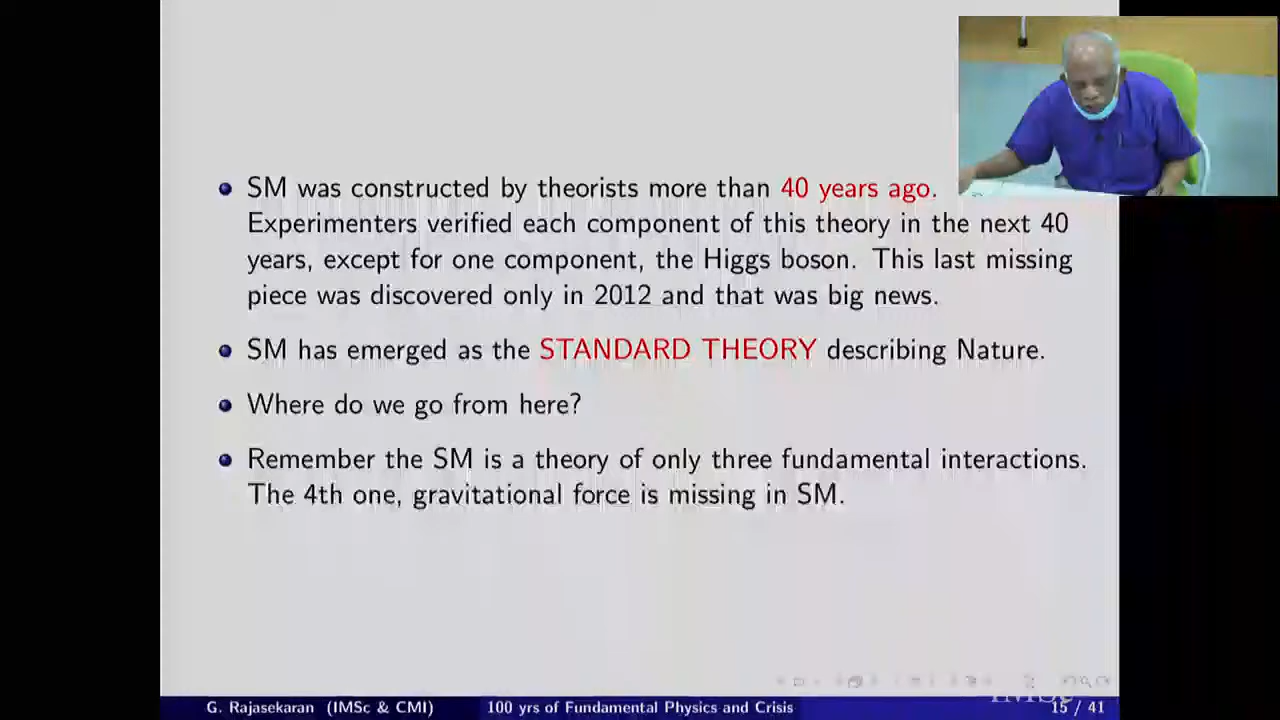 SM was constructed by theorists more than 40 years ago.
Experimenters verified each component of this theory in the next 40
years, except for one component, the Higgs boson. This last missing
piece was discovered only in 2012 and that was big news.
SM has emerged as the STANDARD THEORY describing Nature.
Where do we go from here?
Remember the SM is a theory of only three fundamental interactions.
The 4th one, gravitational force is missing in SM.
IMSc
G. Rajasekaran (IMSc & CMI) 100 yrs of Fundamental Physics and Crisis 15 / 41